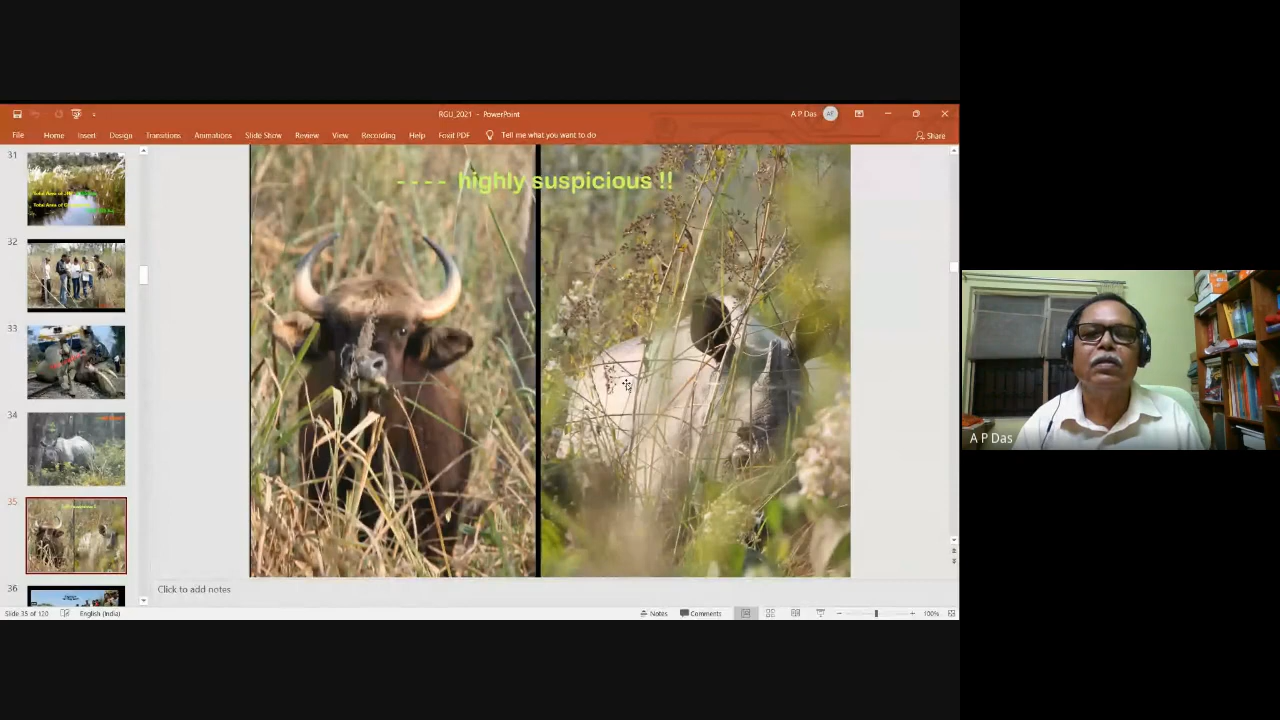 RGU_2021 - PowerPoint
A P Das
File Home Insert Design Transitions Animations Slide Show Review View Recording Help Foxit PDF Tell me what you want to do
Share
31
32
33
34
35
36
- - - - highly suspicious !!
Click to add notes
Slide 35 of 120 English (India)
Notes Comments 100%
A P Das